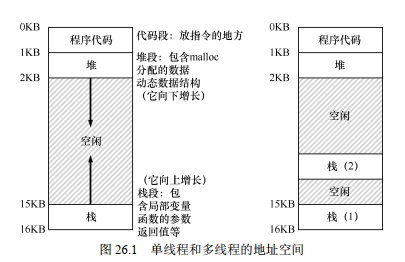 0KB
程序代码
1KB
堆
2KB
空闲
15KB
栈
16KB
代码段：放指令的地方
堆段：包含malloc
分配的数据
动态数据结构
（它向下增长）
（它向上增长）
栈段：包
含局部变量
函数的参数
返回值等
0KB
程序代码
1KB
堆
2KB
空闲
栈（2）
空闲
15KB
栈（1）
16KB
图 26.1 单线程和多线程的地址空间